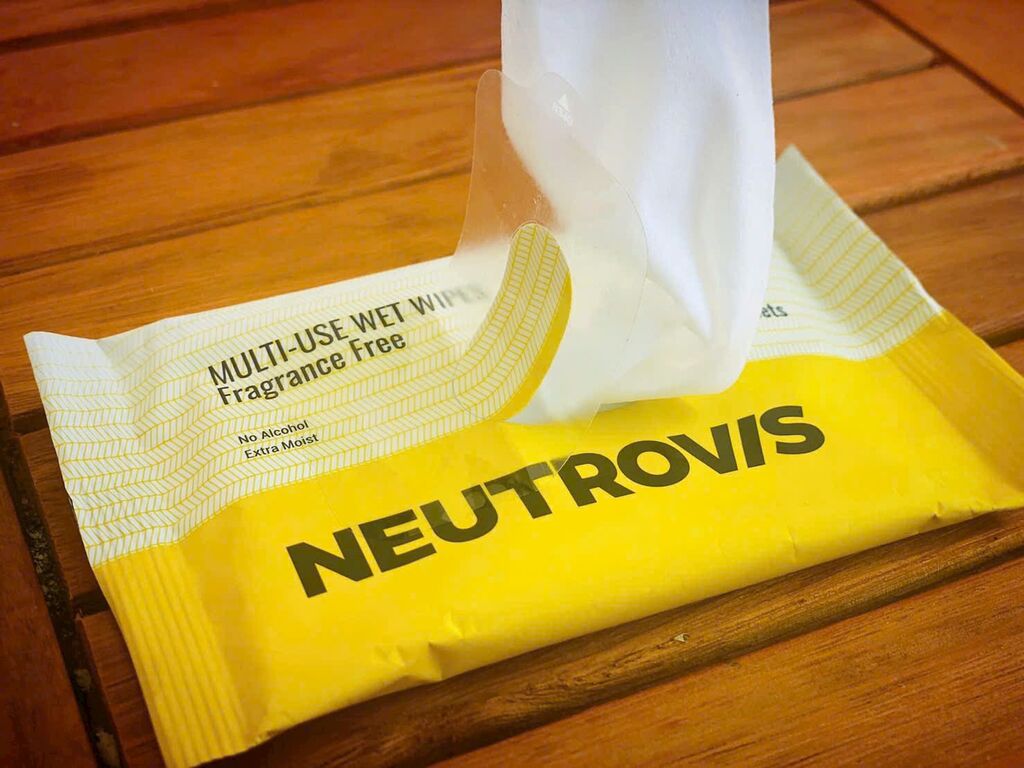 MULTI-USE WET WIPES
Fragrance Free
No Alcohol
Extra Moist
NEUTROVIS